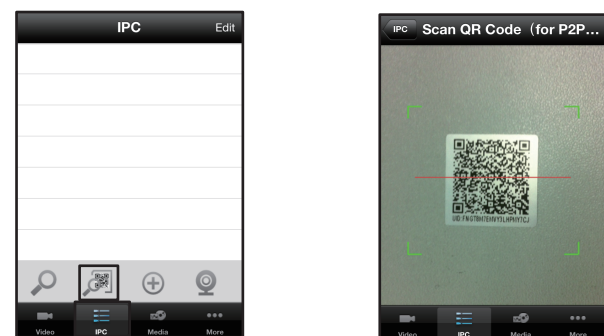 IPC
Edit
Video
IPC
Media
More
IPC
Scan QR Code（for P2P...
Video
IPC
Media
More